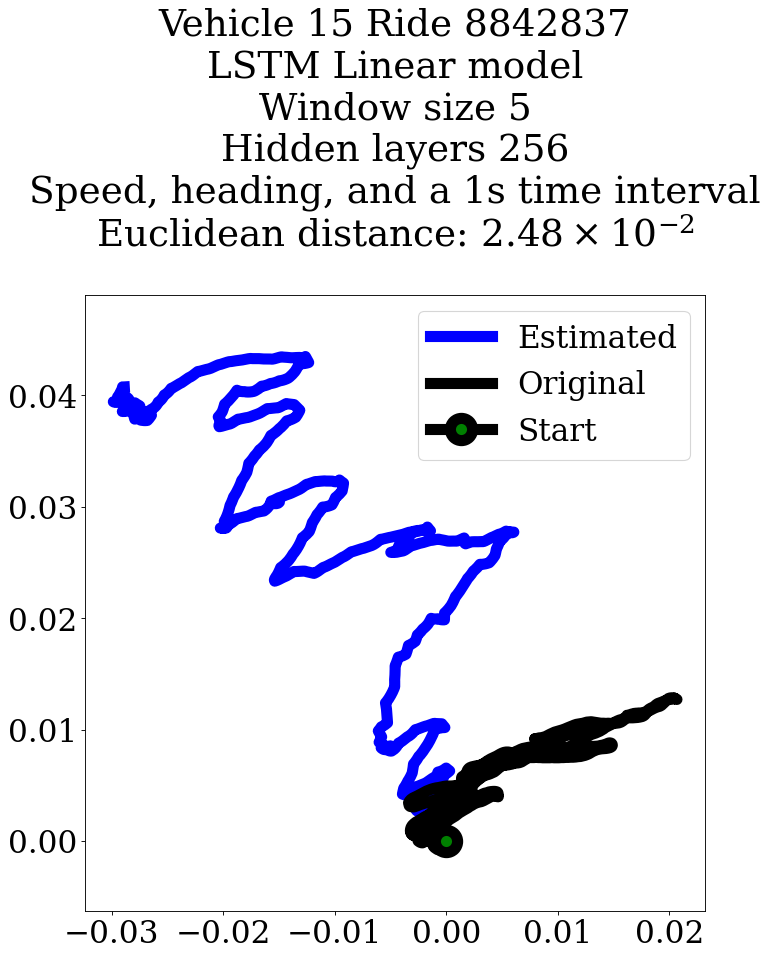 Vehicle 15 Ride 8842837
LSTM Linear model
Window size 5
Hidden layers 256
Speed, heading, and a 1s time interval
Euclidean distance: 2.48 × 10⁻²
Estimated
Original
Start
0.04
0.03
0.02
0.01
0.00
−0.03 −0.02 −0.01 0.00 0.01 0.02